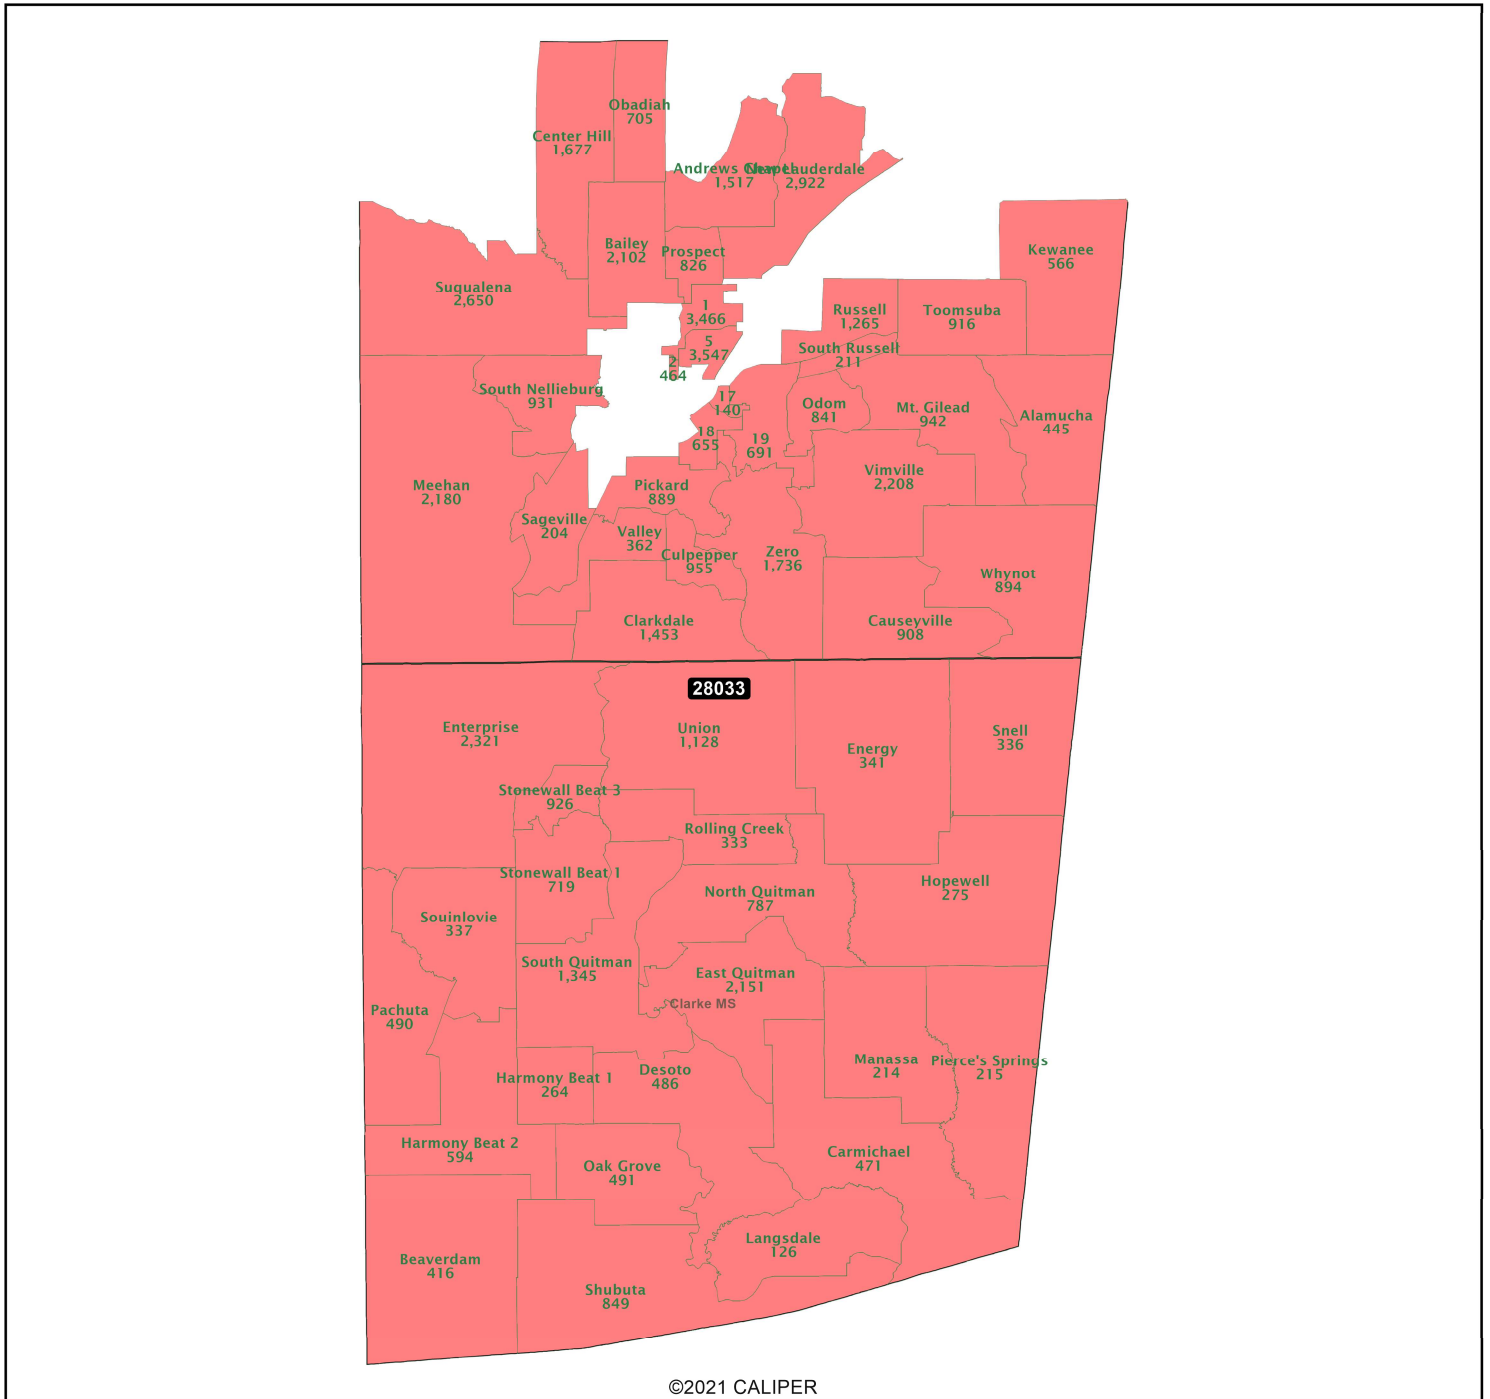 Obadiah
705
Center Hill
1,677
Andrews Chapel
1,517
New Lauderdale
2,922
Bailey
2,102
Prospect
826
Kewanee
566
Suqualena
2,650
1
3,466
Russell
1,265
Toomsuba
916
5
3,547
South Russell
211
2
464
South Nellieburg
931
17
140
Odom
841
Mt. Gilead
942
Alamucha
445
18
655
19
691
Vimville
2,208
Meehan
2,180
Pickard
889
Sageville
204
Valley
362
Culpepper
955
Zero
1,736
Whynot
894
Clarkdale
1,453
Causeyville
908
28033
Enterprise
2,321
Union
1,128
Energy
341
Snell
336
Stonewall Beat 3
926
Rolling Creek
333
Stonewall Beat 1
719
North Quitman
787
Hopewell
275
Souinlovie
337
South Quitman
1,345
East Quitman
2,151
Clarke MS
Pachuta
490
Manassa
214
Pierce's Springs
215
Harmony Beat 1
264
Desoto
486
Harmony Beat 2
594
Carmichael
471
Oak Grove
491
Langsdale
126
Beaverdam
416
Shubuta
849
©2021 CALIPER